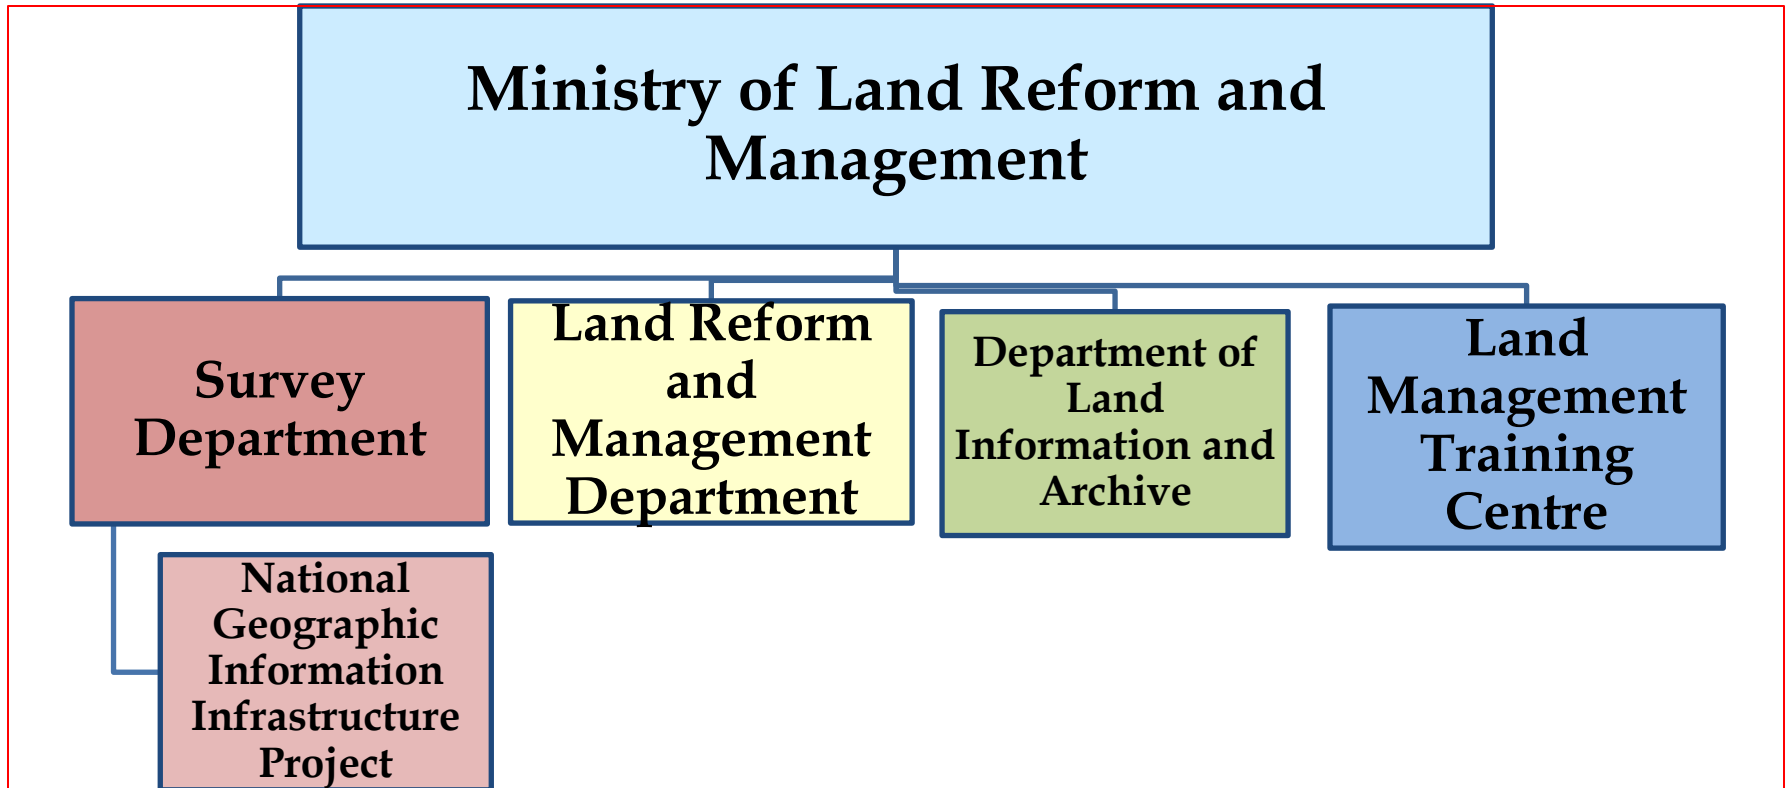 Ministry of Land Reform and
Management
Survey
Department
Land Reform
and
Management
Department
Department of
Land
Information and
Archive
Land
Management
Training
Centre
National
Geographic
Information
Infrastructure
Project